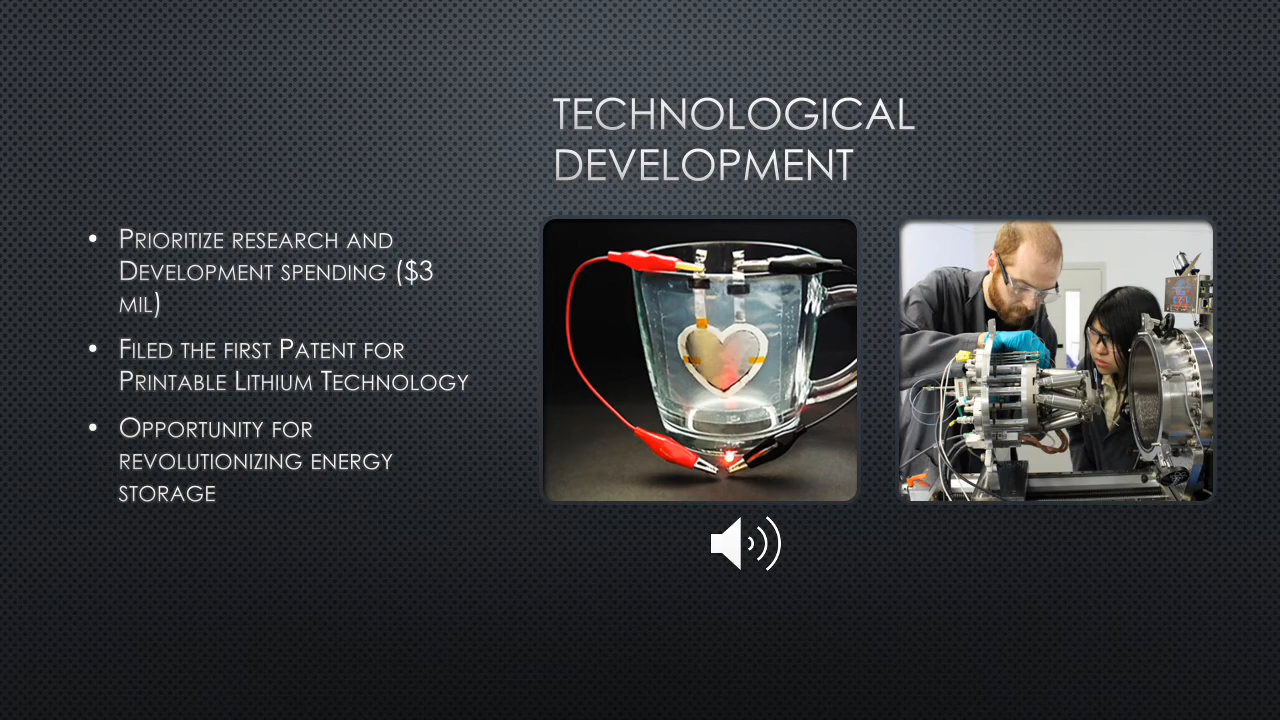 TECHNOLOGICAL
DEVELOPMENT
• PRIORITIZE RESEARCH AND
DEVELOPMENT SPENDING ($3
MIL)
• FILED THE FIRST PATENT FOR
PRINTABLE LITHIUM TECHNOLOGY
• OPPORTUNITY FOR
REVOLUTIONIZING ENERGY
STORAGE